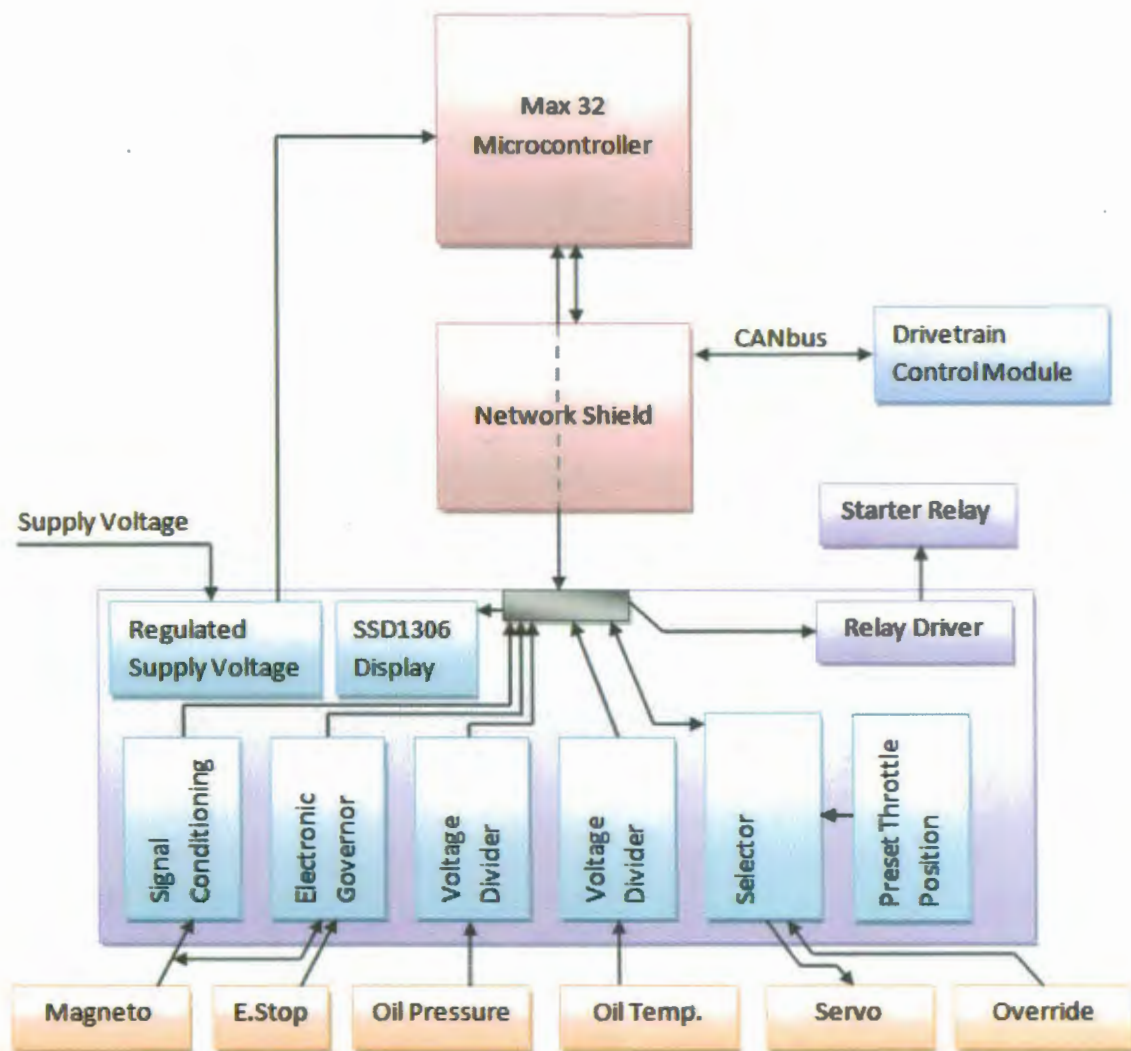 Max 32
Microcontroller
CANbus
Drivetrain
Control Module
Network Shield
Supply Voltage
Starter Relay
Regulated
Supply Voltage
SSD1306
Display
Relay Driver
Signal
Conditioning
Electronic
Governor
Voltage
Divider
Voltage
Divider
Selector
Preset Throttle
Position
Magneto
E.Stop
Oil Pressure
Oil Temp.
Servo
Override